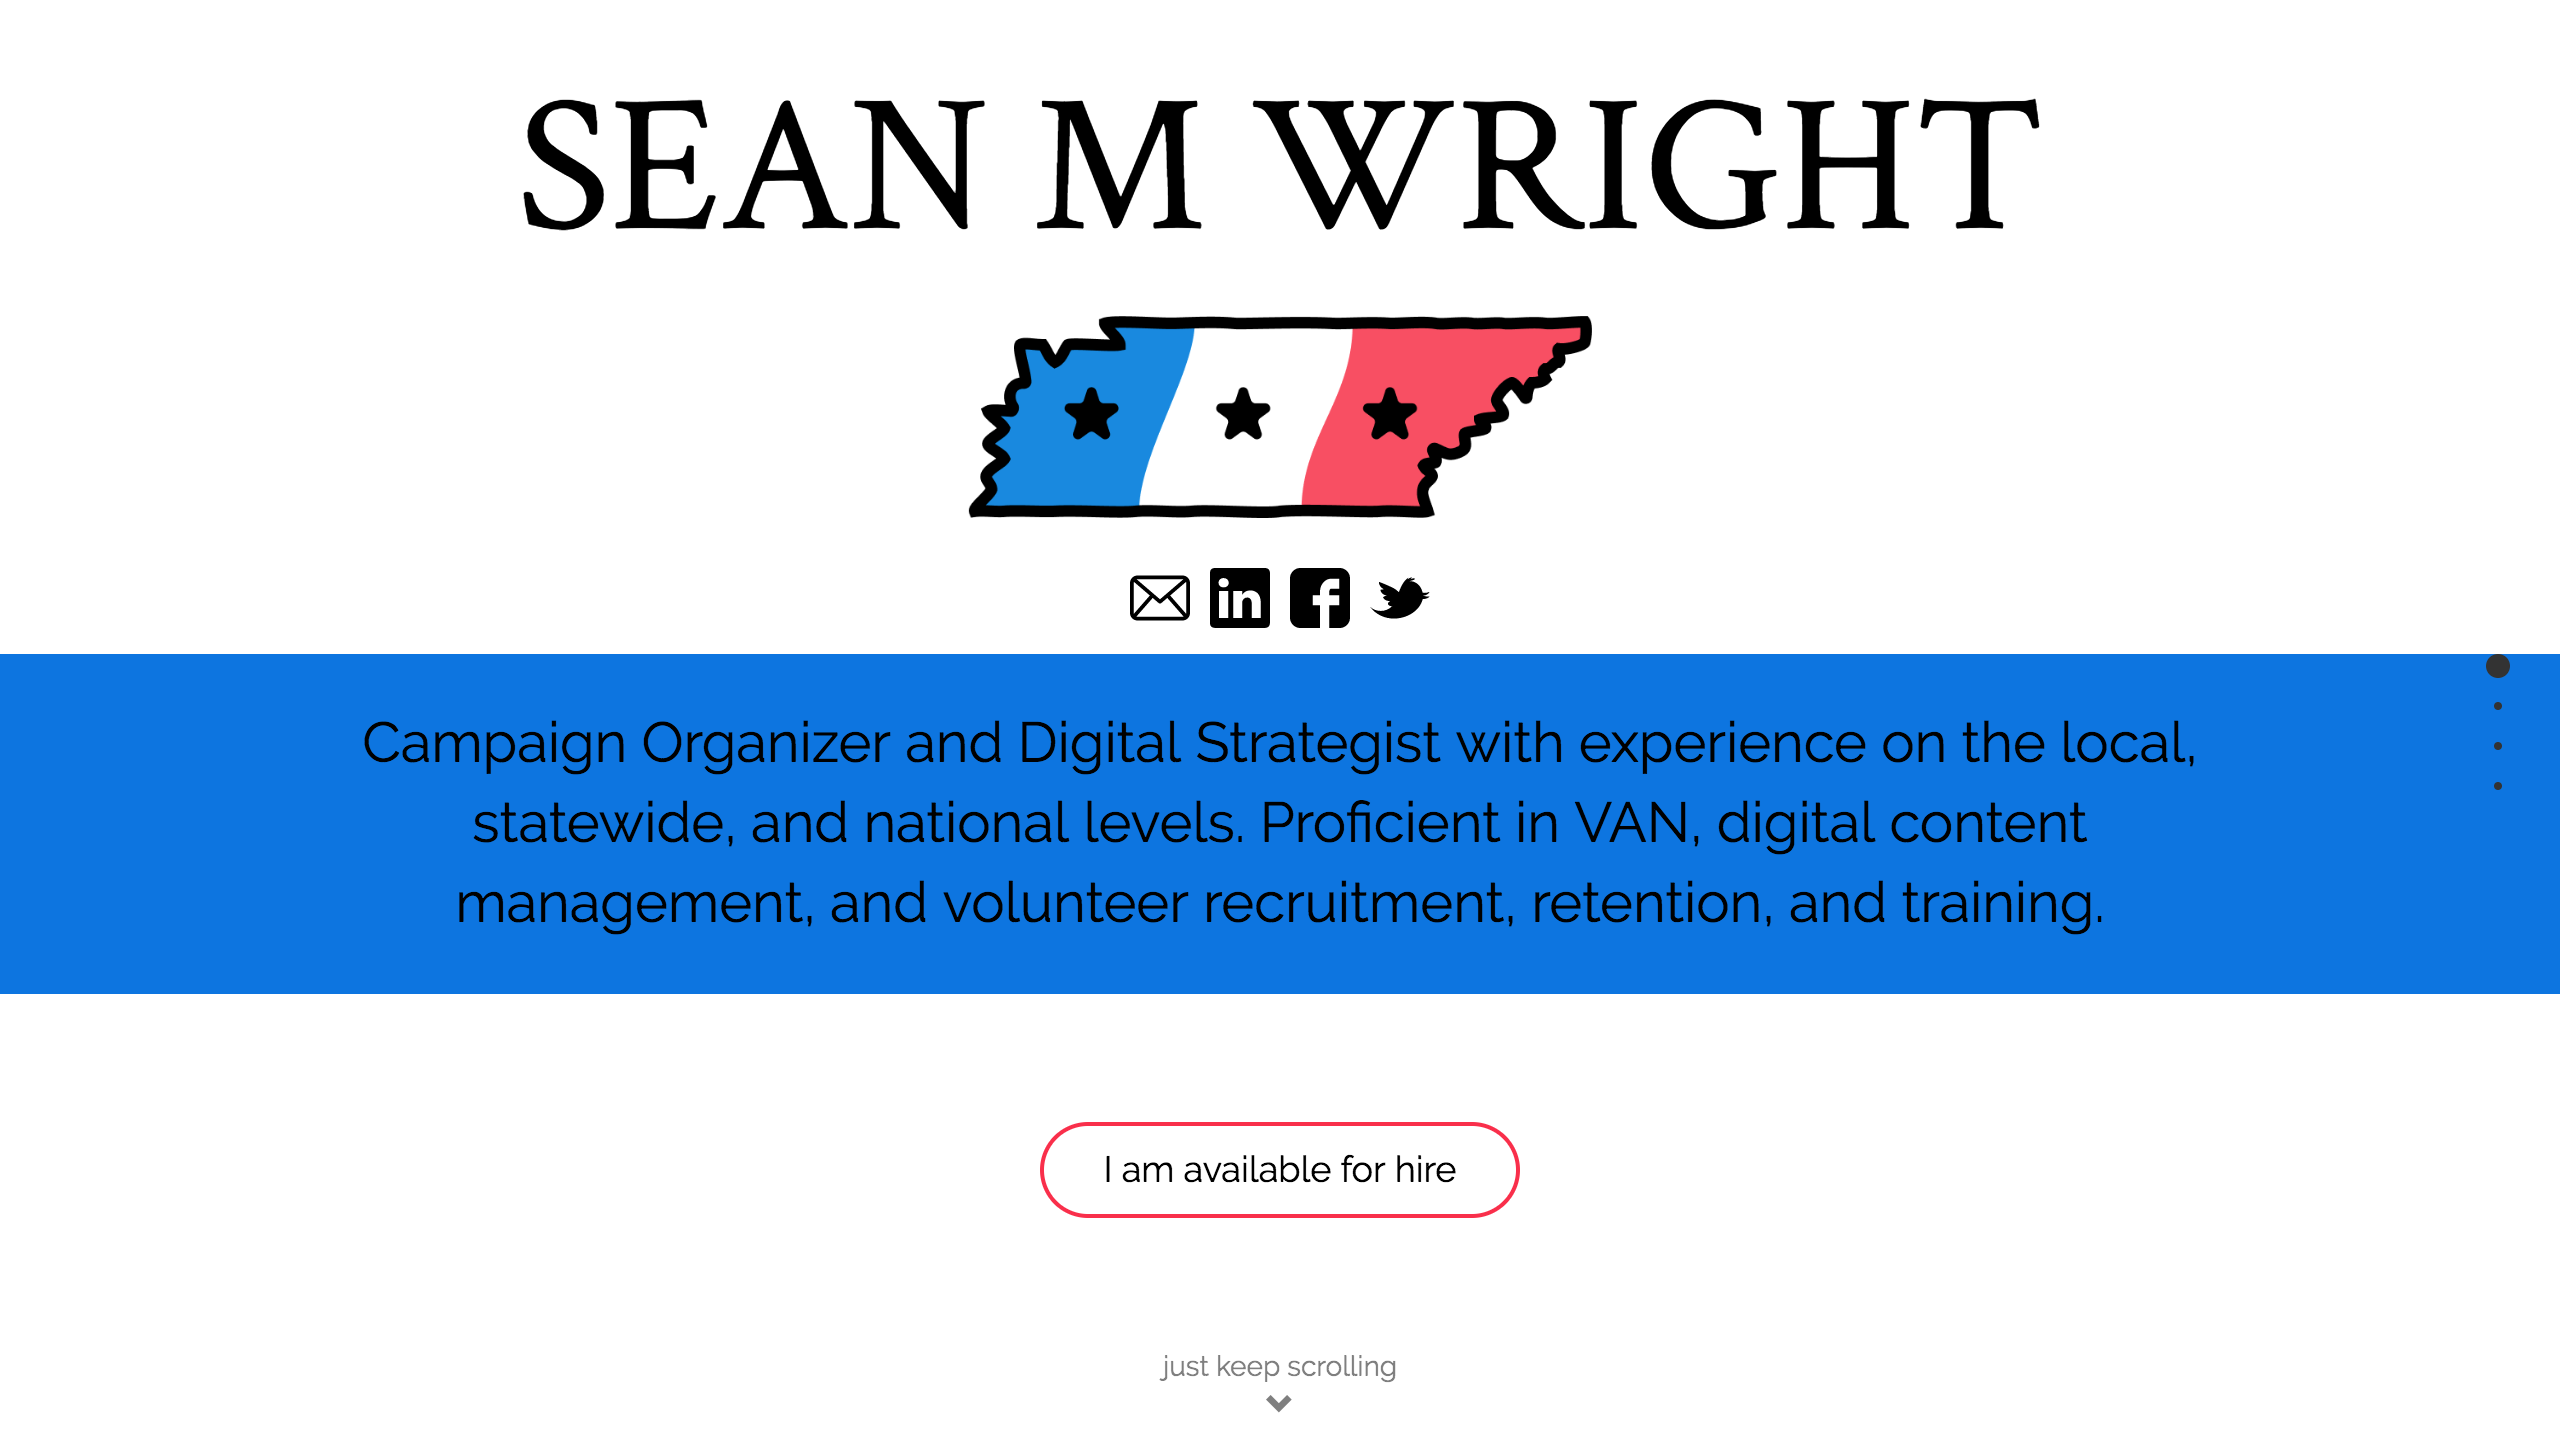 SEAN M WRIGHT
in f
Campaign Organizer and Digital Strategist with experience on the local,
statewide, and national levels. Proficient in VAN, digital content
management, and volunteer recruitment, retention, and training.
I am available for hire
just keep scrolling